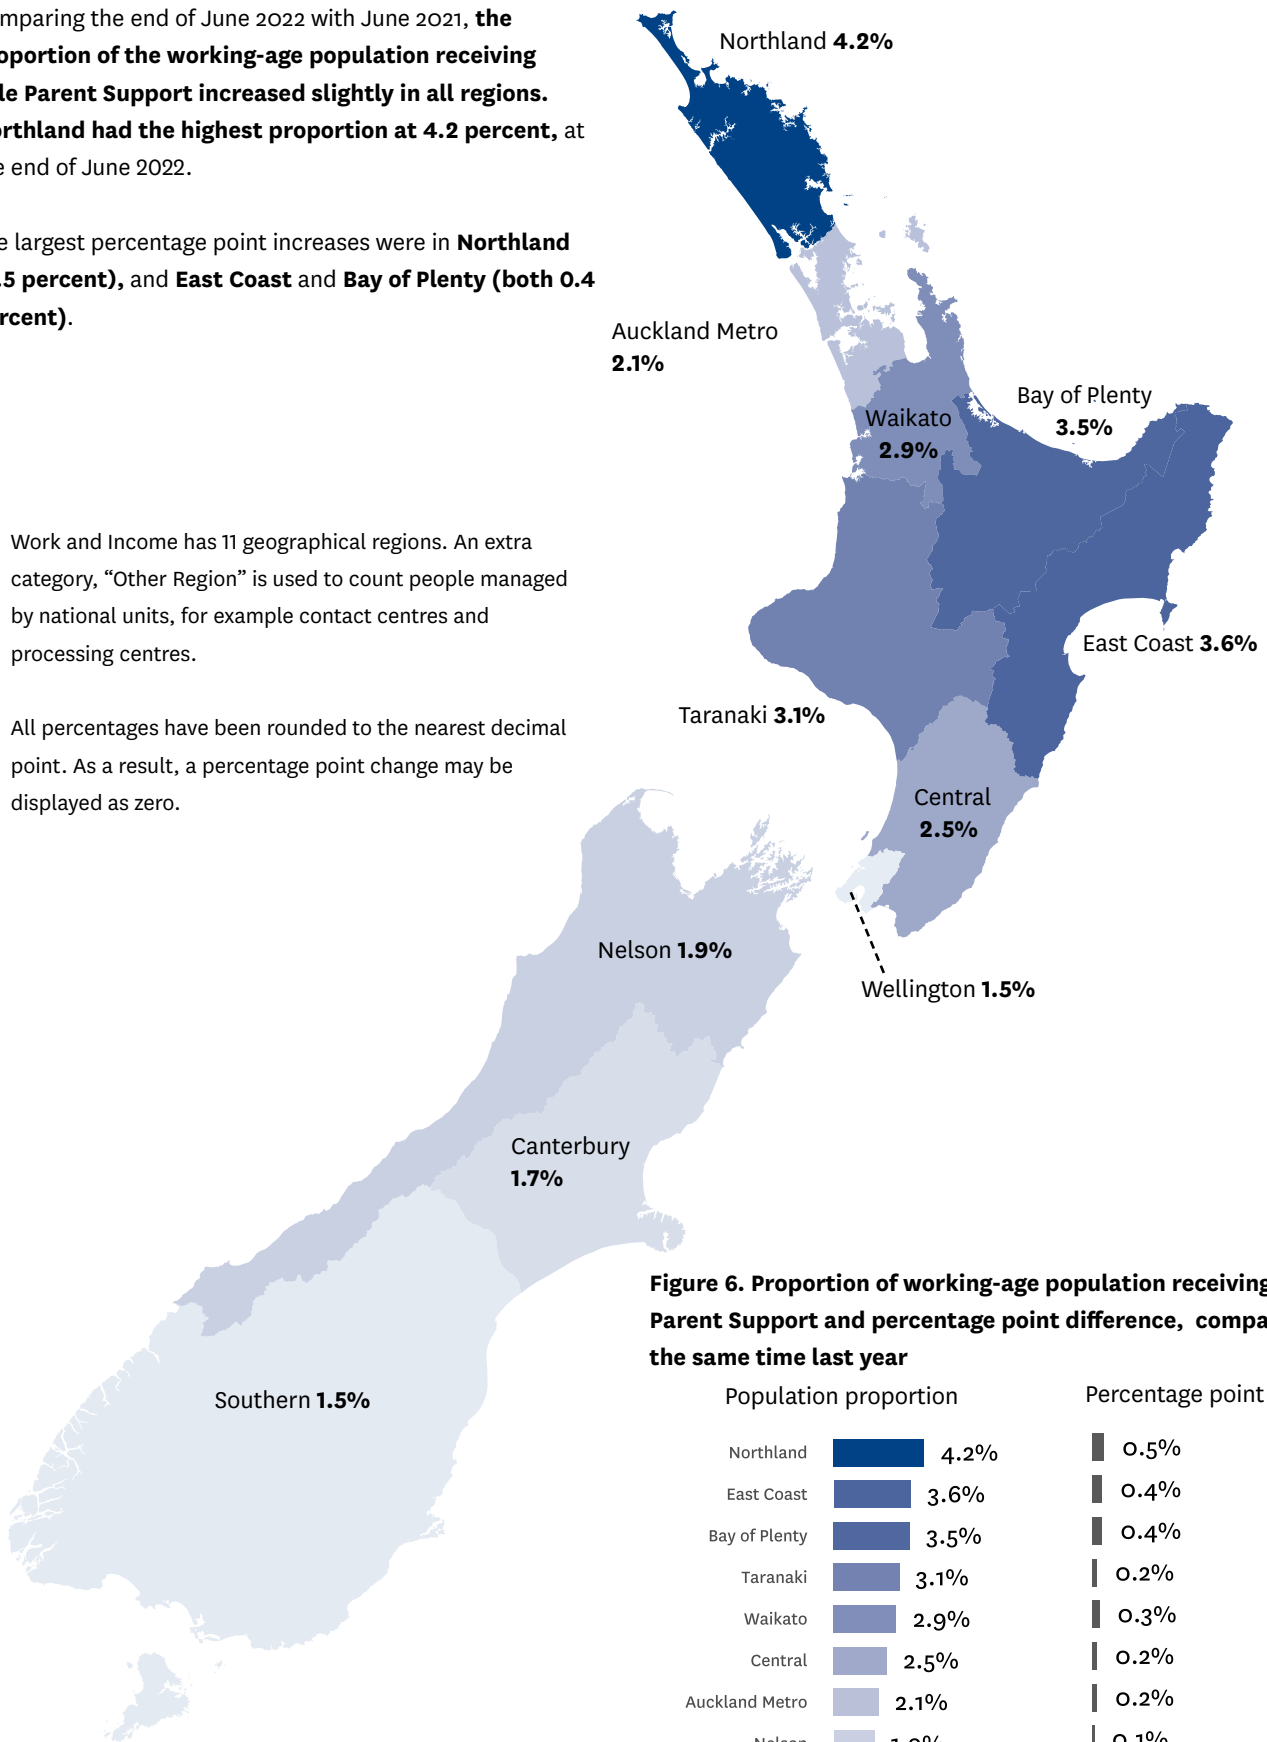 mparing the end of June 2022 with June 2021, the
oportion of the working-age population receiving
le Parent Support increased slightly in all regions.
rthland had the highest proportion at 4.2 percent, at
e end of June 2022.
e largest percentage point increases were in Northland
.5 percent), and East Coast and Bay of Plenty (both 0.4
rcent).
Northland 4.2%
Auckland Metro
2.1%
Waikato
2.9%
Bay of Plenty
3.5%
Work and Income has 11 geographical regions. An extra
category, “Other Region” is used to count people managed
by national units, for example contact centres and
processing centres.
All percentages have been rounded to the nearest decimal
point. As a result, a percentage point change may be
displayed as zero.
East Coast 3.6%
Taranaki 3.1%
Central
2.5%
Nelson 1.9%
Wellington 1.5%
Canterbury
1.7%
Southern 1.5%
Figure 6. Proportion of working-age population receiving
Parent Support and percentage point difference, compa
the same time last year
Population proportion Percentage point
Northland 4.2% 0.5%
East Coast 3.6% 0.4%
Bay of Plenty 3.5% 0.4%
Taranaki 3.1% 0.2%
Waikato 2.9% 0.3%
Central 2.5% 0.2%
Auckland Metro 2.1% 0.2%
Nelson 1.9% 0.1%